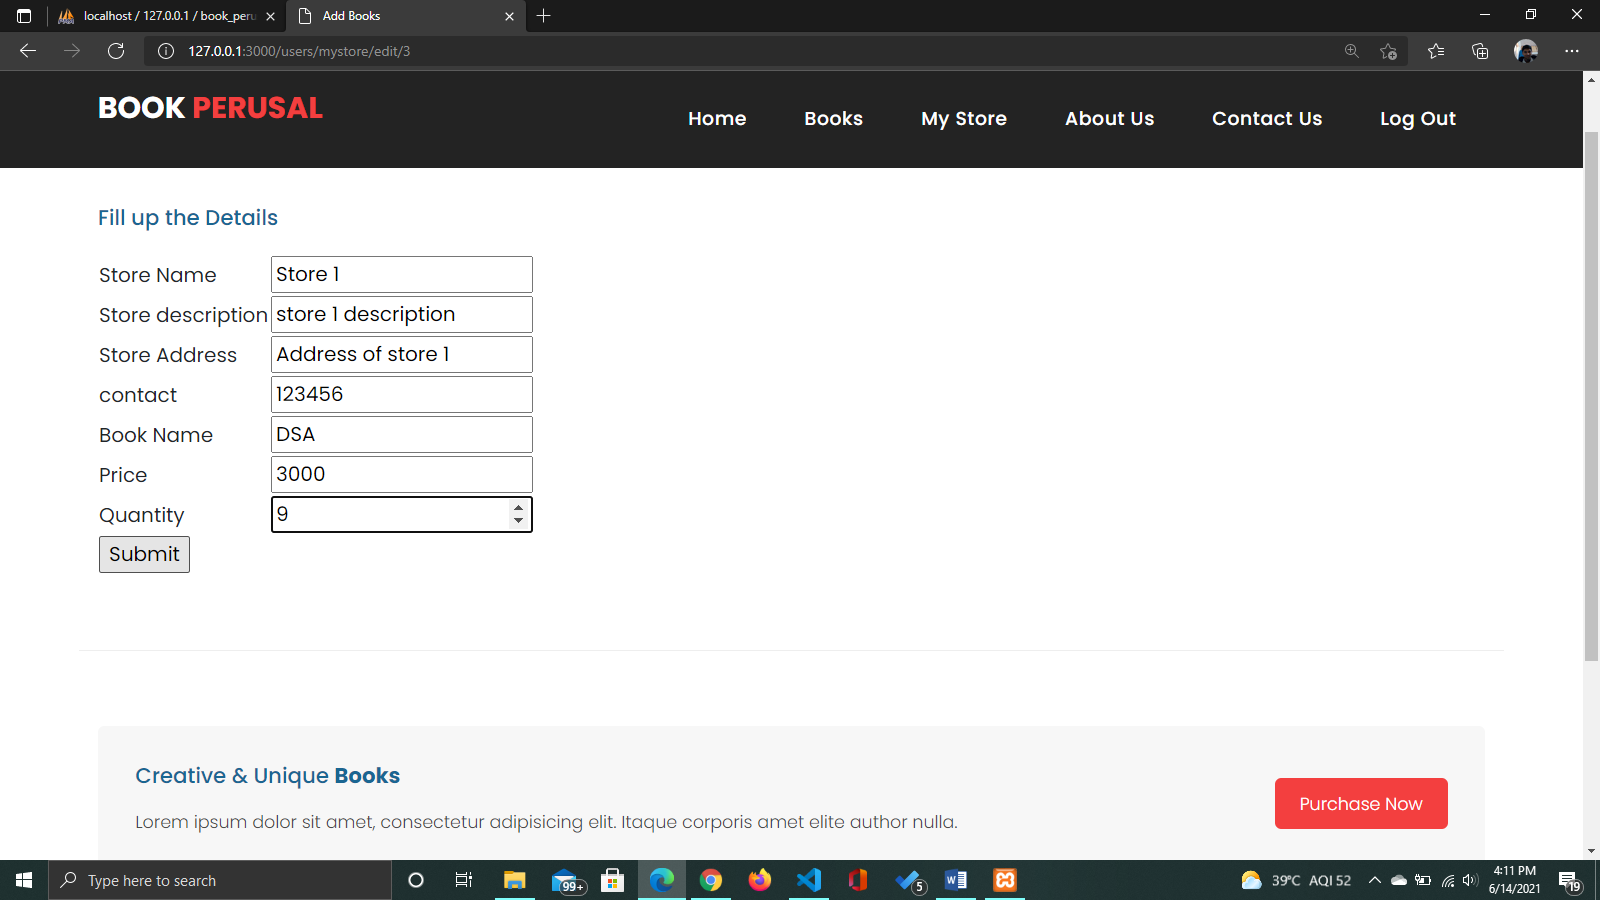 localhost / 127.0.0.1 / book_peru
Add Books
127.0.0.1:3000/users/mystore/edit/3
BOOK PERUSAL
Home
Books
My Store
About Us
Contact Us
Log Out
Fill up the Details
Store Name
Store 1
Store description
store 1 description
Store Address
Address of store 1
contact
123456
Book Name
DSA
Price
3000
Quantity
9
Submit
Creative & Unique Books
Lorem ipsum dolor sit amet, consectetur adipisicing elit. Itaque corporis amet elite author nulla.
Purchase Now
Type here to search
99+
5
39°C AQI 52
4:11 PM
6/14/2021
19